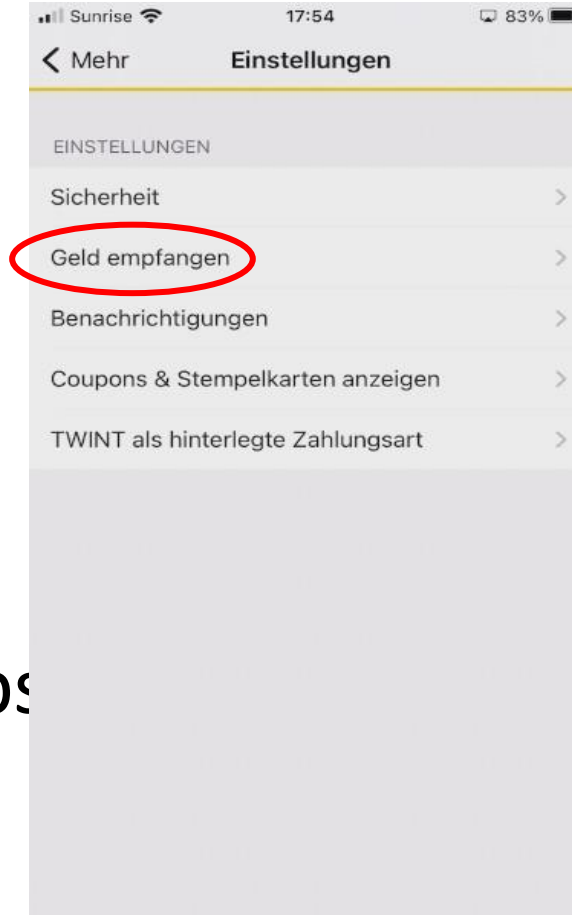 Sunrise 17:54 83%
Mehr Einstellungen
EINSTELLUNGEN
Sicherheit
Geld empfangen
Benachrichtigungen
Coupons & Stempelkarten anzeigen
TWINT als hinterlegte Zahlungsart